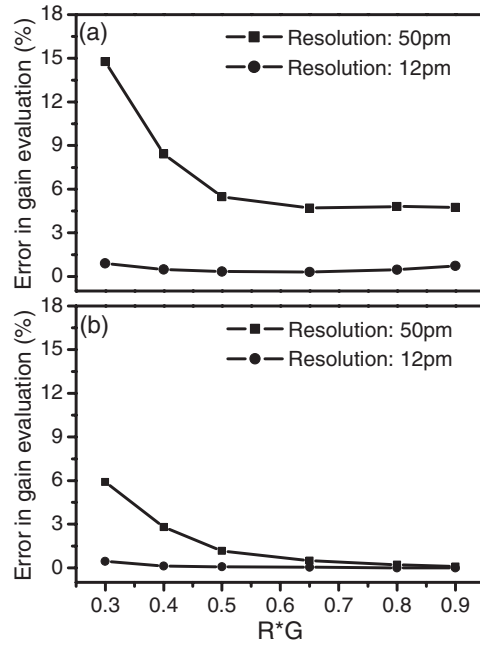 18
(a)
Resolution: 50pm
15
Resolution: 12pm
12
9
6
3
0
Error in gain evaluation (%)
18
(b)
Resolution: 50pm
15
Resolution: 12pm
12
9
6
3
0
Error in gain evaluation (%)
0.3 0.4 0.5 0.6 0.7 0.8 0.9
R*G